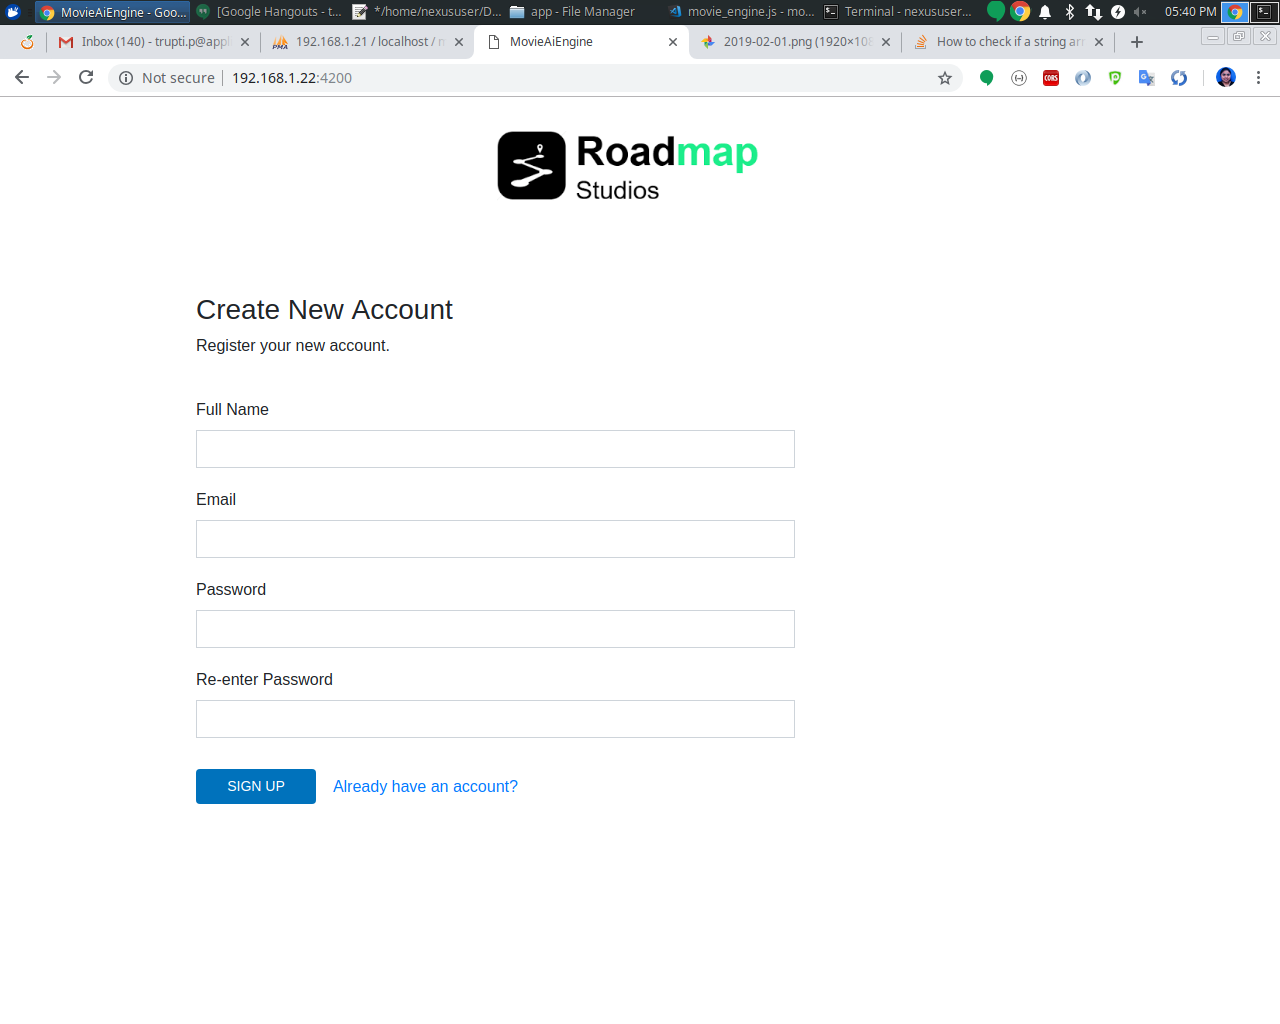 MovieAiEngine - Goo... [Google Hangouts - t... */home/nexususer/D... app - File Manager movie_engine.js - mo... Terminal - nexususer... 05:40 PM
Inbox (140) - trupti.p@appl 192.168.1.21 / localhost / MovieAiEngine 2019-02-01.png (1920×108 How to check if a string arr
Not secure 192.168.1.22:4200
Roadmap
Studios
Create New Account
Register your new account.
Full Name
Email
Password
Re-enter Password
SIGN UP Already have an account?